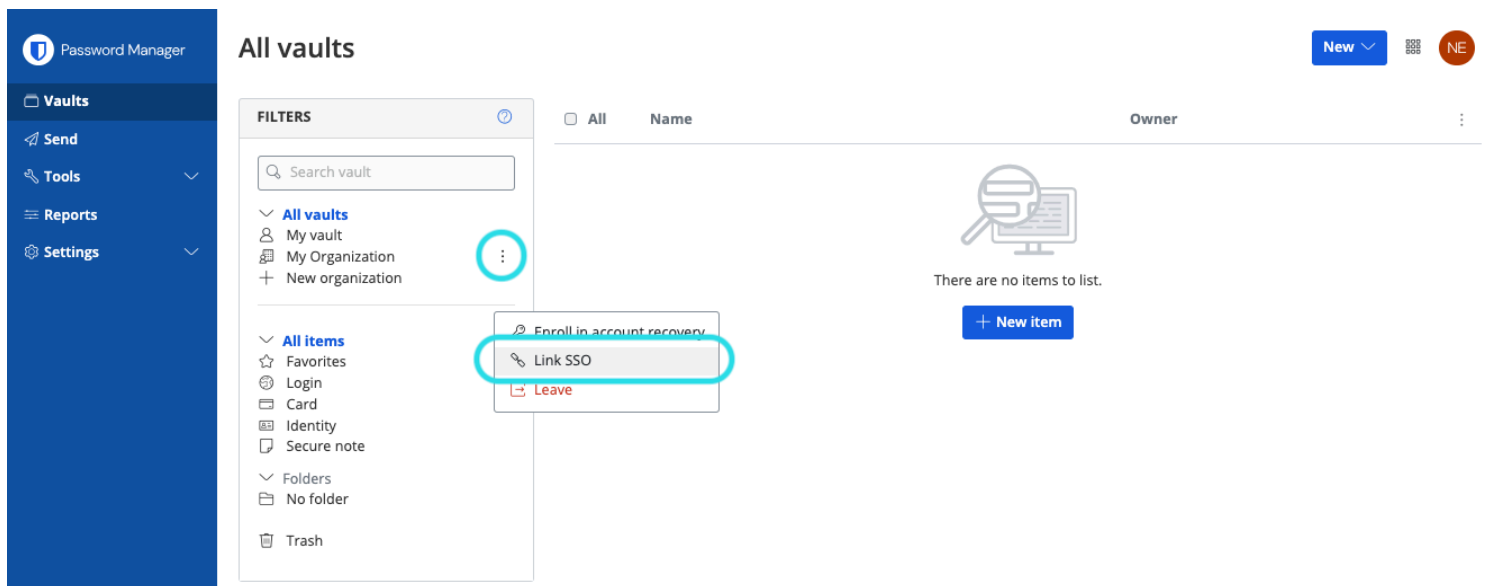 Password Manager
Vaults
Send
Tools
Reports
Settings
All vaults
New
NE
FILTERS
Search vault
All vaults
My vault
My Organization
New organization
All items
Favorites
Login
Card
Identity
Secure note
Folders
No folder
Trash
Enroll in account recovery
Link SSO
Leave
All Name Owner
There are no items to list.
New item